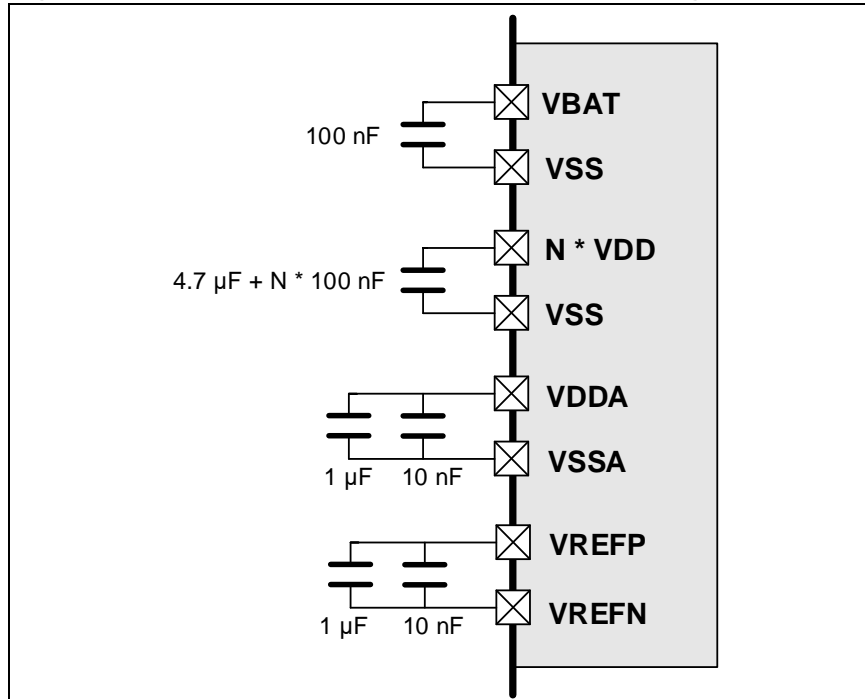 VBAT
100 nF
VSS
N * VDD
4.7 µF + N * 100 nF
VSS
VDDA
VSSA
1 µF 10 nF
VREFP
VREFN
1 µF 10 nF